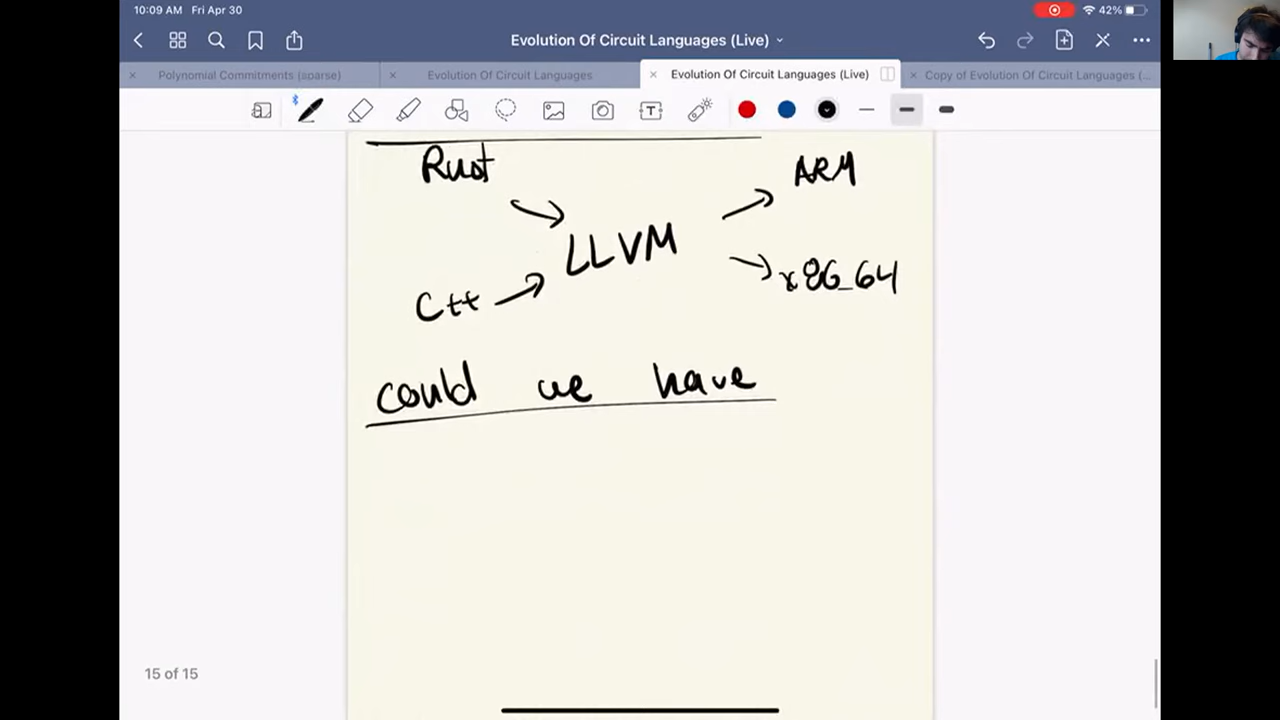 10:09 AM Fri Apr 30
42%
Evolution Of Circuit Languages (Live)
Polynomial Commitments (sparse)
Evolution Of Circuit Languages
Evolution Of Circuit Languages (Live)
Copy of Evolution Of Circuit Languages (...
T
Rust
ARM
LLVM
x86_64
C++
could we have
15 of 15